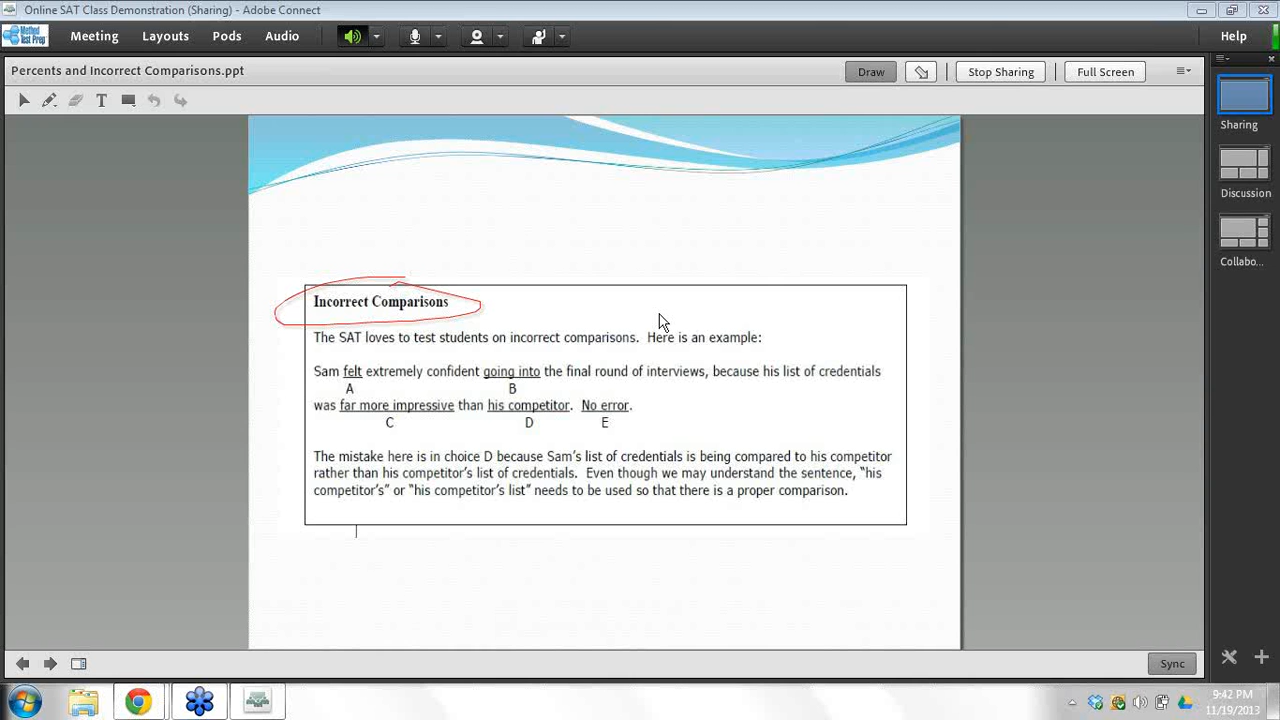 Online SAT Class Demonstration (Sharing) - Adobe Connect
Method Test Prep
Meeting Layouts Pods Audio Help
Percents and Incorrect Comparisons.ppt
Draw Stop Sharing Full Screen
T
Sharing
Discussion
Collabo...
Incorrect Comparisons
The SAT loves to test students on incorrect comparisons. Here is an example:
Sam felt extremely confident going into the final round of interviews, because his list of credentials
A B
was far more impressive than his competitor. No error.
C D E
The mistake here is in choice D because Sam's list of credentials is being compared to his competitor
rather than his competitor's list of credentials. Even though we may understand the sentence, "his
competitor's" or "his competitor's list" needs to be used so that there is a proper comparison.
Sync
9:42 PM
11/19/2013